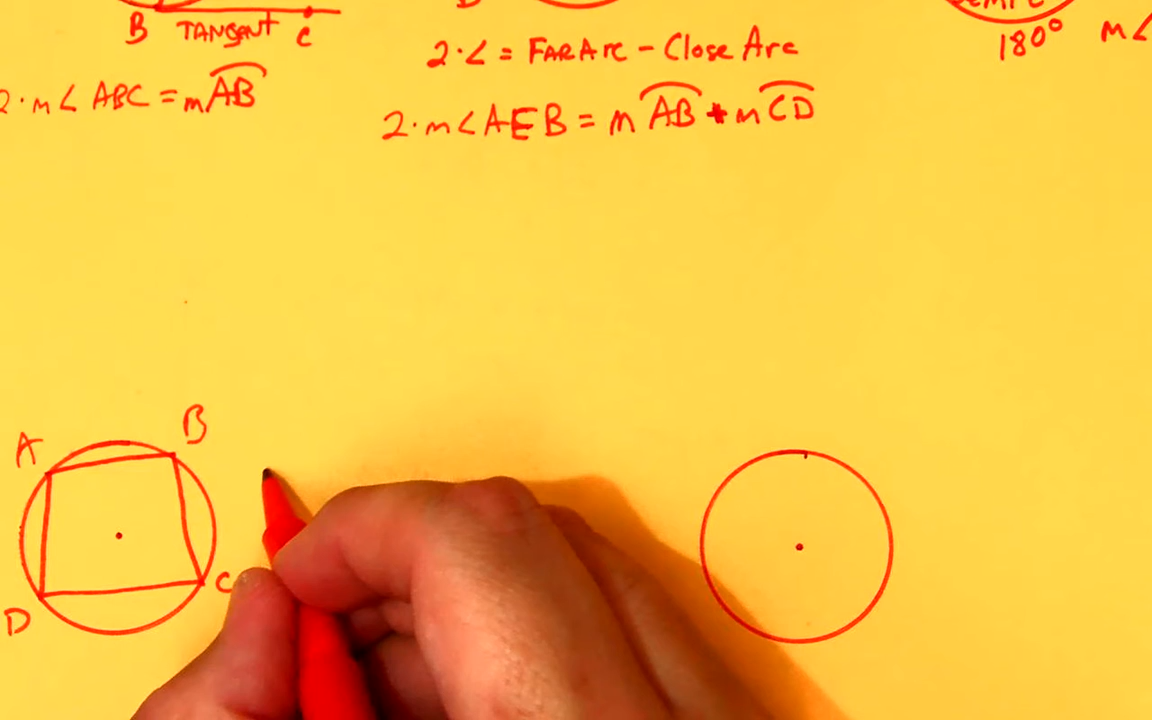 B TANGENT C
2·m∠ABC = mAB
2·∠ = FAR Arc - Close Arc
2·m∠AEB = mAB + mCD
180° m∠
A B
D C